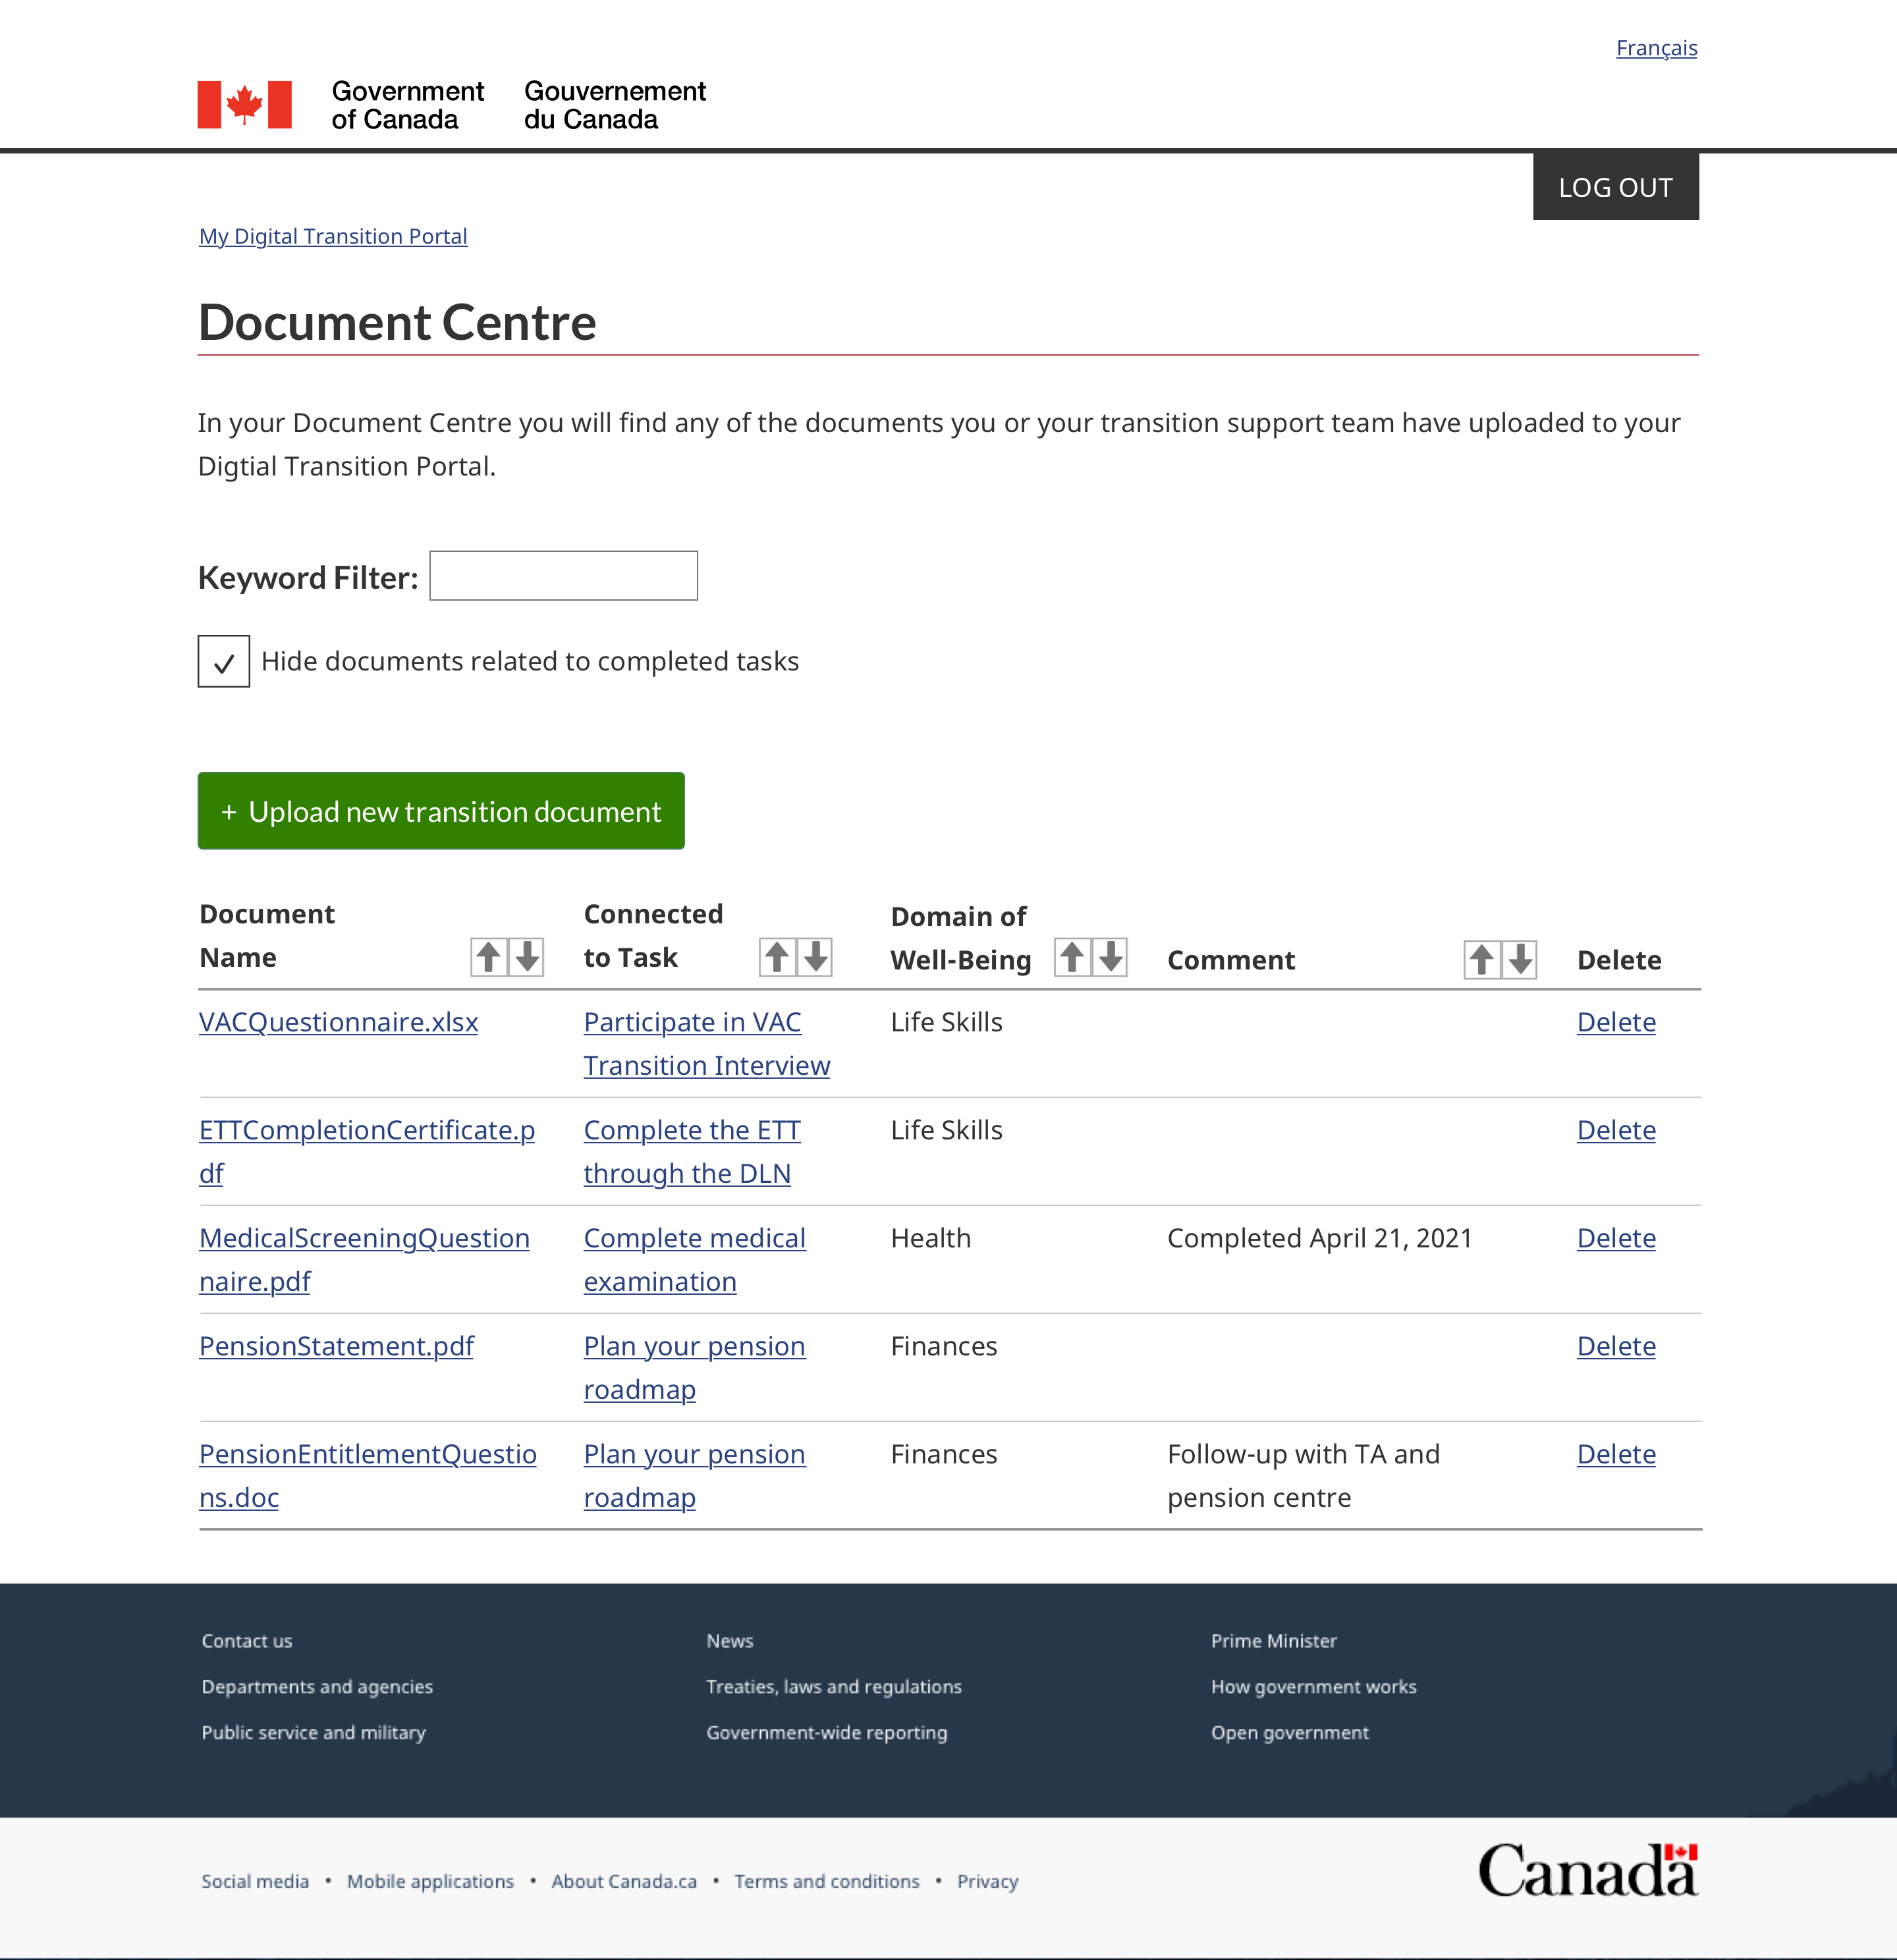 Français
Government Gouvernement
of Canada du Canada
LOG OUT
My Digital Transition Portal
Document Centre
In your Document Centre you will find any of the documents you or your transition support team have uploaded to your
Digtial Transition Portal.
Keyword Filter:
Hide documents related to completed tasks
+ Upload new transition document
Document Connected Domain of
Name to Task Well-Being Comment Delete
VACQuestionnaire.xlsx Participate in VAC Life Skills Delete
Transition Interview
ETTCompletionCertificate.p Complete the ETT Life Skills Delete
df through the DLN
MedicalScreeningQuestion Complete medical Health Completed April 21, 2021 Delete
naire.pdf examination
PensionStatement.pdf Plan your pension Finances Delete
roadmap
PensionEntitlementQuestio Plan your pension Finances Follow-up with TA and Delete
ns.doc roadmap pension centre
Contact us News Prime Minister
Departments and agencies Treaties, laws and regulations How government works
Public service and military Government-wide reporting Open government
Social media • Mobile applications • About Canada.ca • Terms and conditions • Privacy
Canada